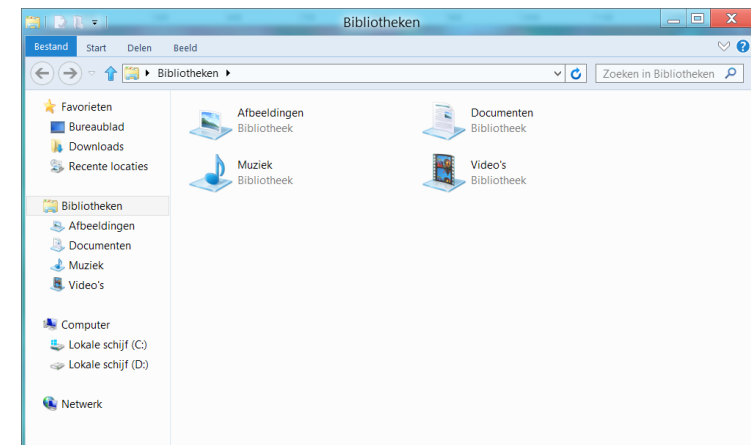 Bibliotheken
Bestand Start Delen Beeld
Bibliotheken
Zoeken in Bibliotheken
Favorieten
Bureaublad
Downloads
Recente locaties
Bibliotheken
Afbeeldingen
Documenten
Muziek
Video's
Computer
Lokale schijf (C:)
Lokale schijf (D:)
Netwerk
Afbeeldingen
Bibliotheek
Documenten
Bibliotheek
Muziek
Bibliotheek
Video's
Bibliotheek